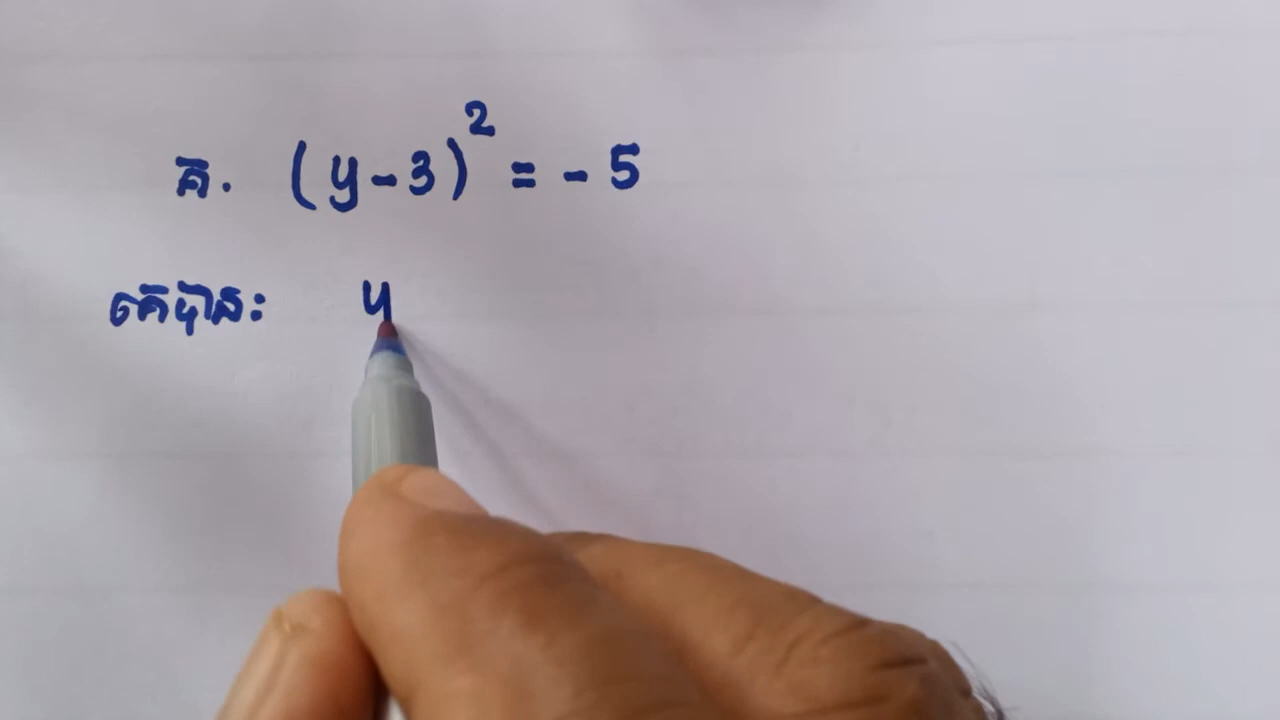 គ. (y-3)² = -5
គេបាន: y